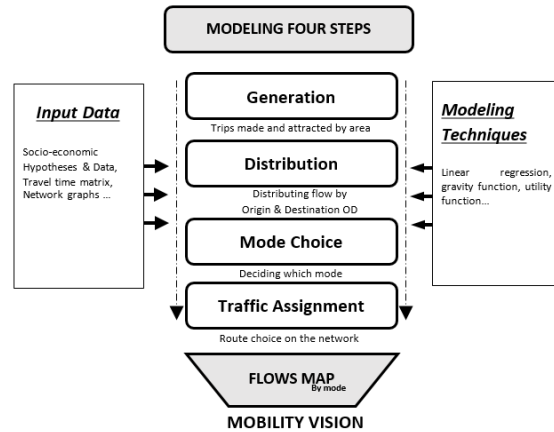 MODELING FOUR STEPS
Input Data
Socio-economic
Hypotheses & Data,
Travel time matrix,
Network graphs ...
Generation
Trips made and attracted by area
Distribution
Distributing flow by
Origin & Destination OD
Mode Choice
Deciding which mode
Traffic Assignment
Route choice on the network
Modeling
Techniques
Linear regression,
gravity function, utility
function...
FLOWS MAP
By mode
MOBILITY VISION